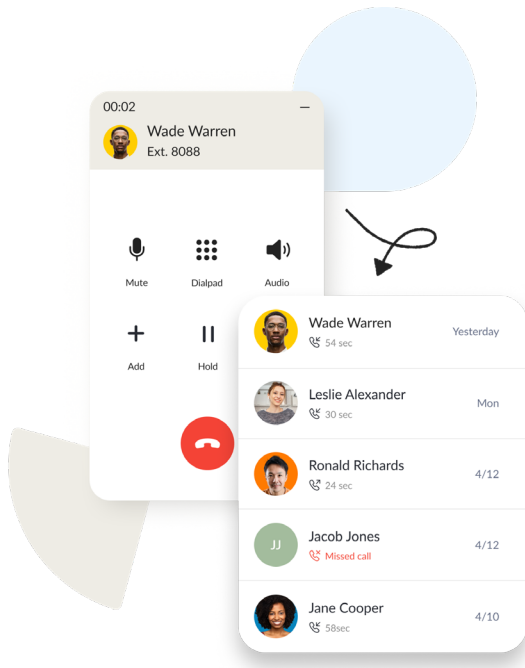 00:02
Wade Warren
Ext. 8088
Mute
Dialpad
Audio
Add
Hold
Wade Warren
54 sec
Yesterday
Leslie Alexander
30 sec
Mon
Ronald Richards
24 sec
4/12
JJ
Jacob Jones
Missed call
4/12
Jane Cooper
58sec
4/10